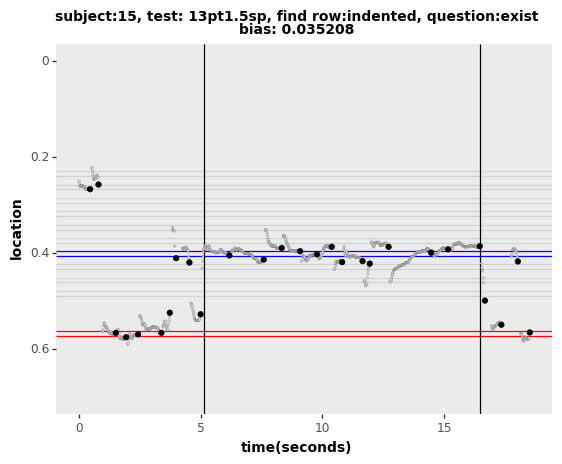 subject:15, test: 13pt1.5sp, find row:indented, question:exist
bias: 0.035208
0
0.2
0.4
0.6
location
0
5
10
15
time(seconds)